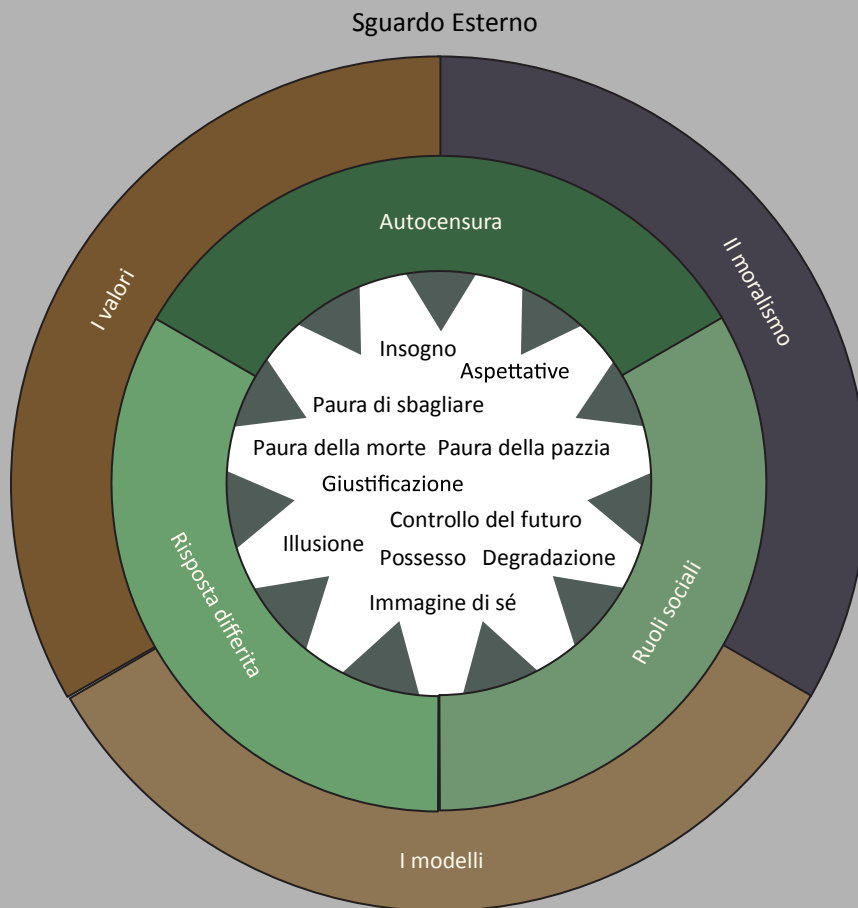 Sguardo Esterno
Autocensura
I valori
Il moralismo
Insogno
Aspettative
Paura di sbagliare
Paura della morte Paura della pazzia
Giustificazione
Controllo del futuro
Illusione
Possesso Degradazione
Immagine di sé
Risposta differita
Ruoli sociali
I modelli